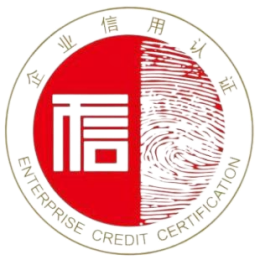 企业信用认证
信
ENTERPRISE CREDIT CERTIFICATION